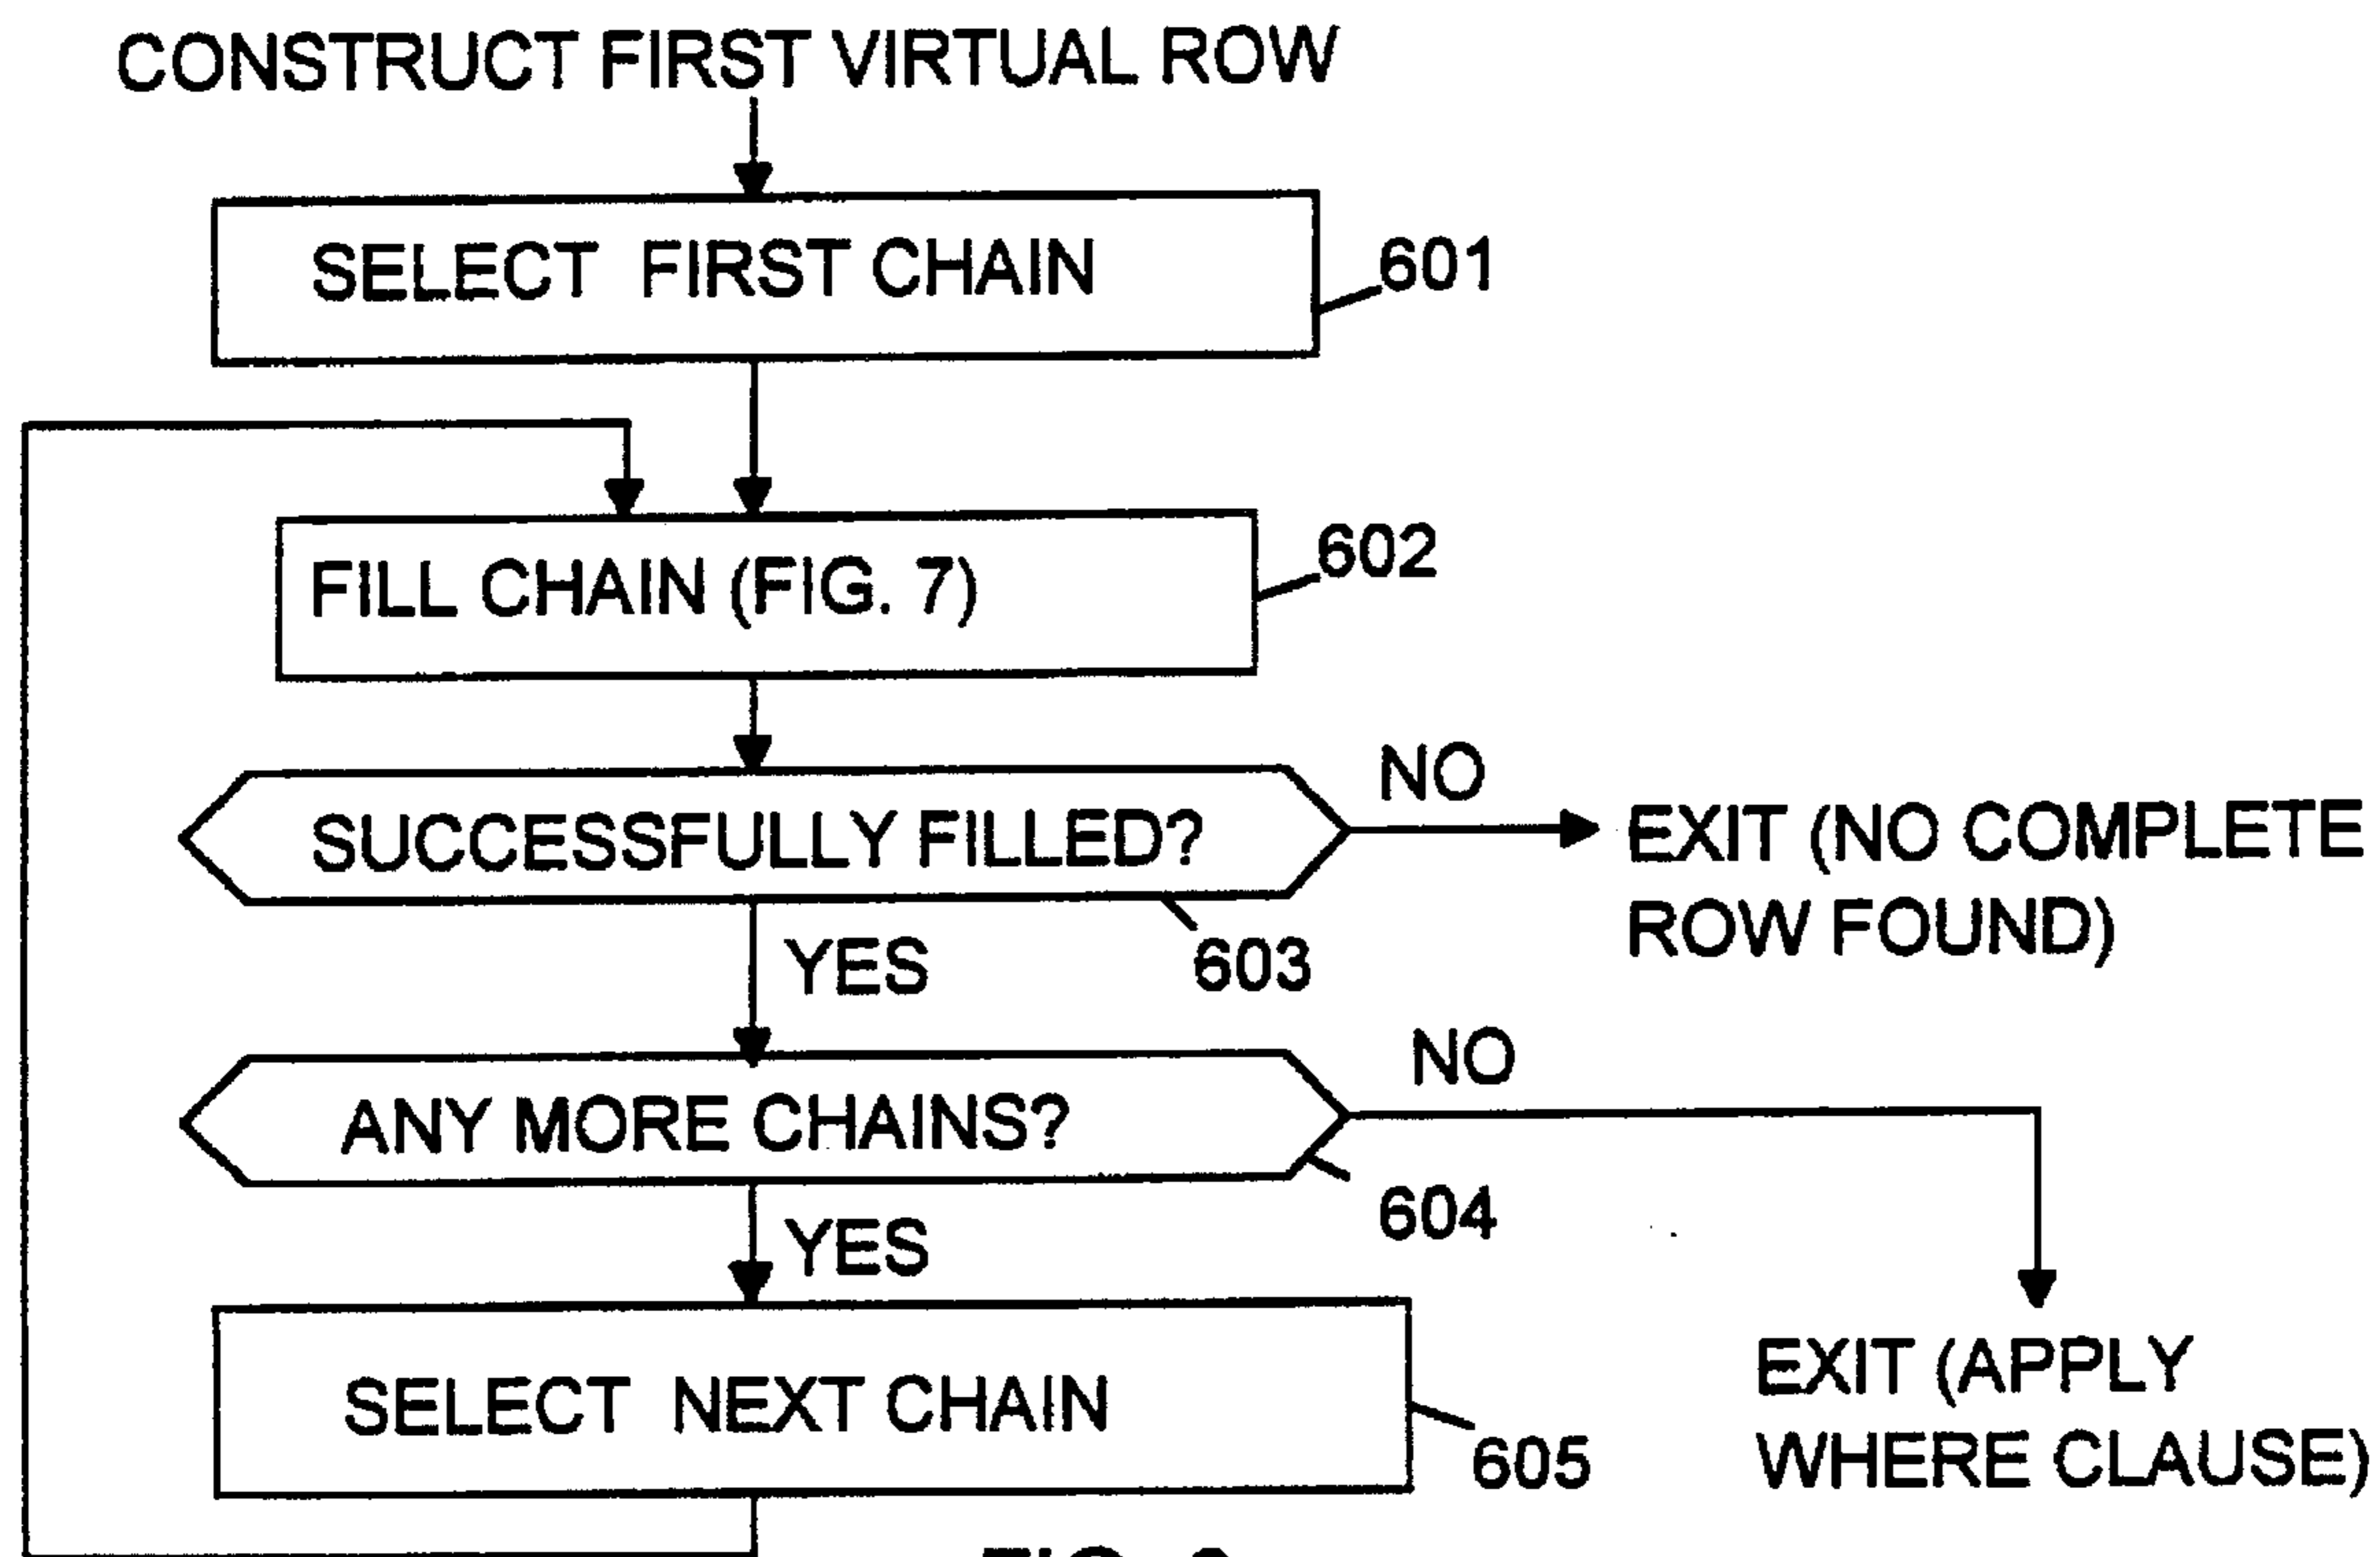 CONSTRUCT FIRST VIRTUAL ROW
SELECT FIRST CHAIN
601
602
FILL CHAIN (FIG. 7)
NO
SUCCESSFULLY FILLED?
EXIT (NO COMPLETE
ROW FOUND)
YES
603
NO
ANY MORE CHAINS?
604
YES
EXIT (APPLY
WHERE CLAUSE)
SELECT NEXT CHAIN
605